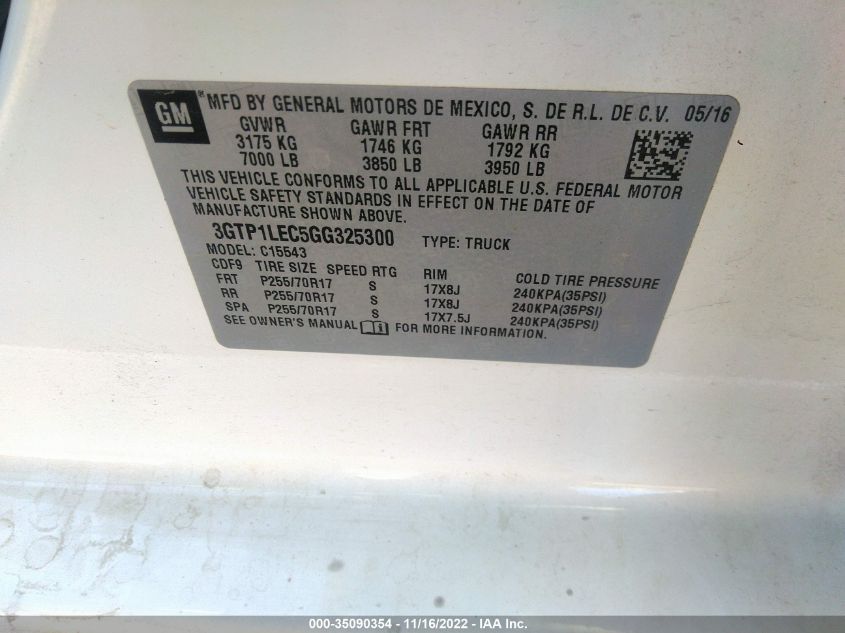 GM ® MFD BY GENERAL MOTORS DE MEXICO, S. DE R.L. DE C.V. 05/16
GVWR GAWR FRT GAWR RR
3175 KG 1746 KG 1792 KG
7000 LB 3850 LB 3950 LB
THIS VEHICLE CONFORMS TO ALL APPLICABLE U.S. FEDERAL MOTOR
VEHICLE SAFETY STANDARDS IN EFFECT ON THE DATE OF
MANUFACTURE SHOWN ABOVE.
3GTP1LEC5GG325300 TYPE: TRUCK
MODEL: C15543
CDF9 TIRE SIZE SPEED RTG RIM COLD TIRE PRESSURE
FRT P255/70R17 S 17X8J 240KPA(35PSI)
RR P255/70R17 S 17X8J 240KPA(35PSI)
SPA P255/70R17 S 17X7.5J 240KPA(35PSI)
SEE OWNER'S MANUAL i FOR MORE INFORMATION.
000-35090354 - 11/16/2022 - IAA Inc.